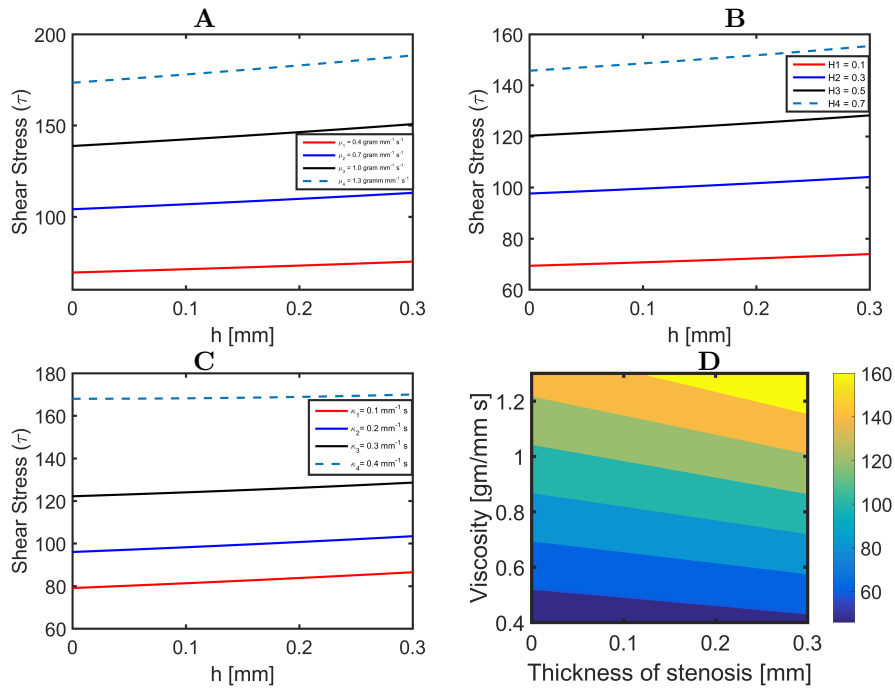 A
200
150
100
Shear Stress (τ)
μ₁ = 0.4 gram mm⁻¹ s⁻¹
μ₂ = 0.7 gram mm⁻¹ s⁻¹
μ₃ = 1.0 gramm mm⁻¹ s⁻¹
μ₄ = 1.3 gramm mm⁻¹ s⁻¹
0 0.1 0.2 0.3
h [mm]
B
160
140
120
100
80
60
Shear Stress (τ)
H1 = 0.1
H2 = 0.3
H3 = 0.5
H4 = 0.7
0 0.1 0.2 0.3
h [mm]
C
180
160
140
120
100
80
60
Shear Stress (τ)
κ₁= 0.1 mm⁻¹ s
κ₂= 0.2 mm⁻¹ s
κ₃= 0.3 mm⁻¹ s
κ₄= 0.4 mm⁻¹ s
0 0.1 0.2 0.3
h [mm]
D
1.2
1
0.8
0.6
0.4
Viscosity [gm/mm s]
0 0.1 0.2 0.3
Thickness of stenosis [mm]
160
140
120
100
80
60